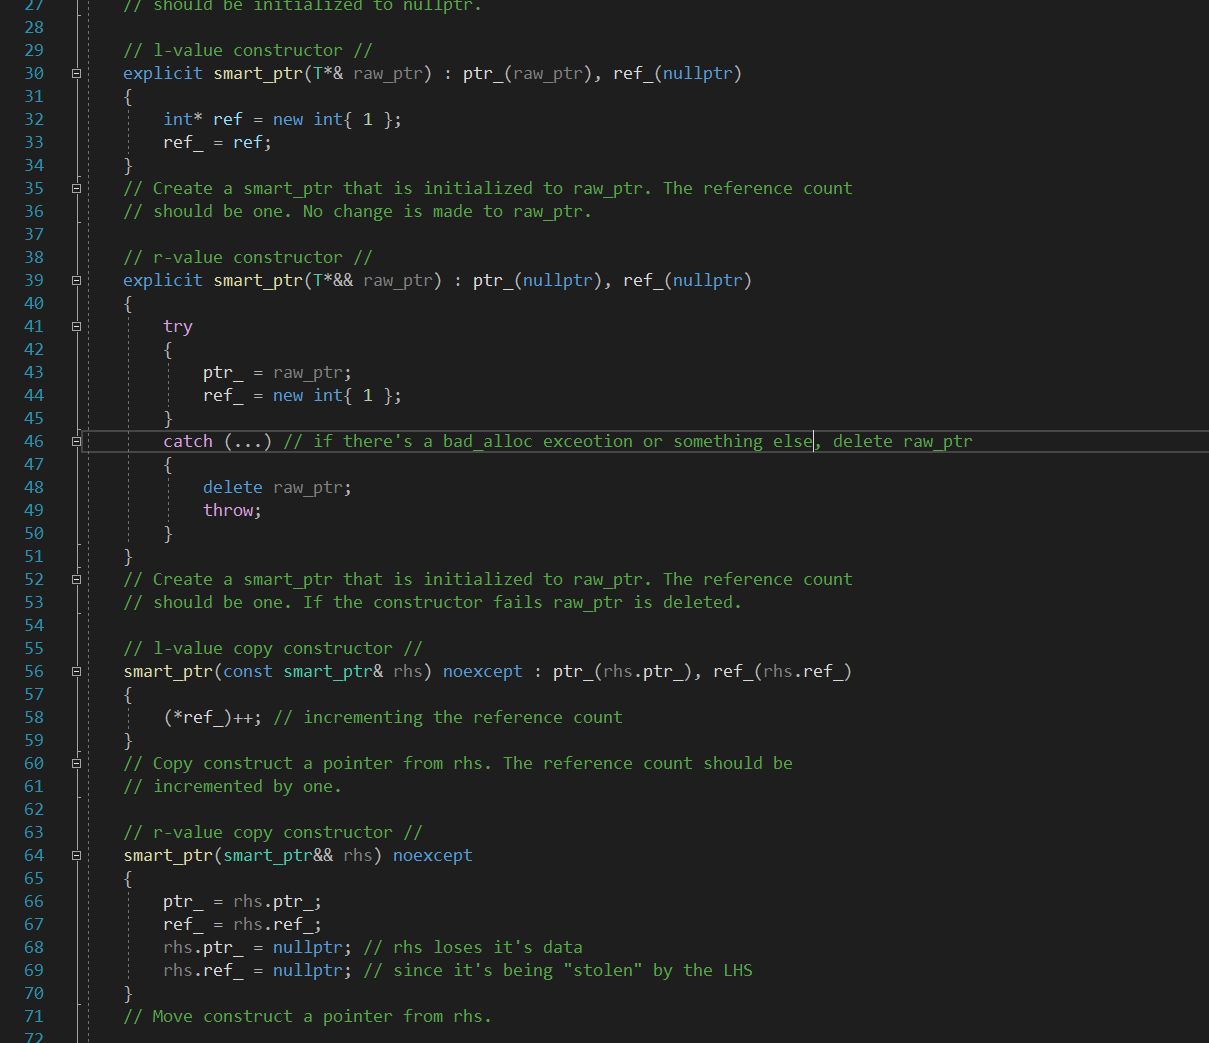 27 // should be initialized to nullptr.
28
29 // l-value constructor //
30 explicit smart_ptr(T*& raw_ptr) : ptr_(raw_ptr), ref_(nullptr)
31 {
32 int* ref = new int{ 1 };
33 ref_ = ref;
34 }
35 // Create a smart_ptr that is initialized to raw_ptr. The reference count
36 // should be one. No change is made to raw_ptr.
37
38 // r-value constructor //
39 explicit smart_ptr(T*&& raw_ptr) : ptr_(nullptr), ref_(nullptr)
40 {
41 try
42 {
43 ptr_ = raw_ptr;
44 ref_ = new int{ 1 };
45 }
46 catch (...) // if there's a bad_alloc exceotion or something else, delete raw_ptr
47 {
48 delete raw_ptr;
49 throw;
50 }
51 }
52 // Create a smart_ptr that is initialized to raw_ptr. The reference count
53 // should be one. If the constructor fails raw_ptr is deleted.
54
55 // l-value copy constructor //
56 smart_ptr(const smart_ptr& rhs) noexcept : ptr_(rhs.ptr_), ref_(rhs.ref_)
57 {
58 (*ref_)++; // incrementing the reference count
59 }
60 // Copy construct a pointer from rhs. The reference count should be
61 // incremented by one.
62
63 // r-value copy constructor //
64 smart_ptr(smart_ptr&& rhs) noexcept
65 {
66 ptr_ = rhs.ptr_;
67 ref_ = rhs.ref_;
68 rhs.ptr_ = nullptr; // rhs loses it's data
69 rhs.ref_ = nullptr; // since it's being "stolen" by the LHS
70 }
71 // Move construct a pointer from rhs.
72